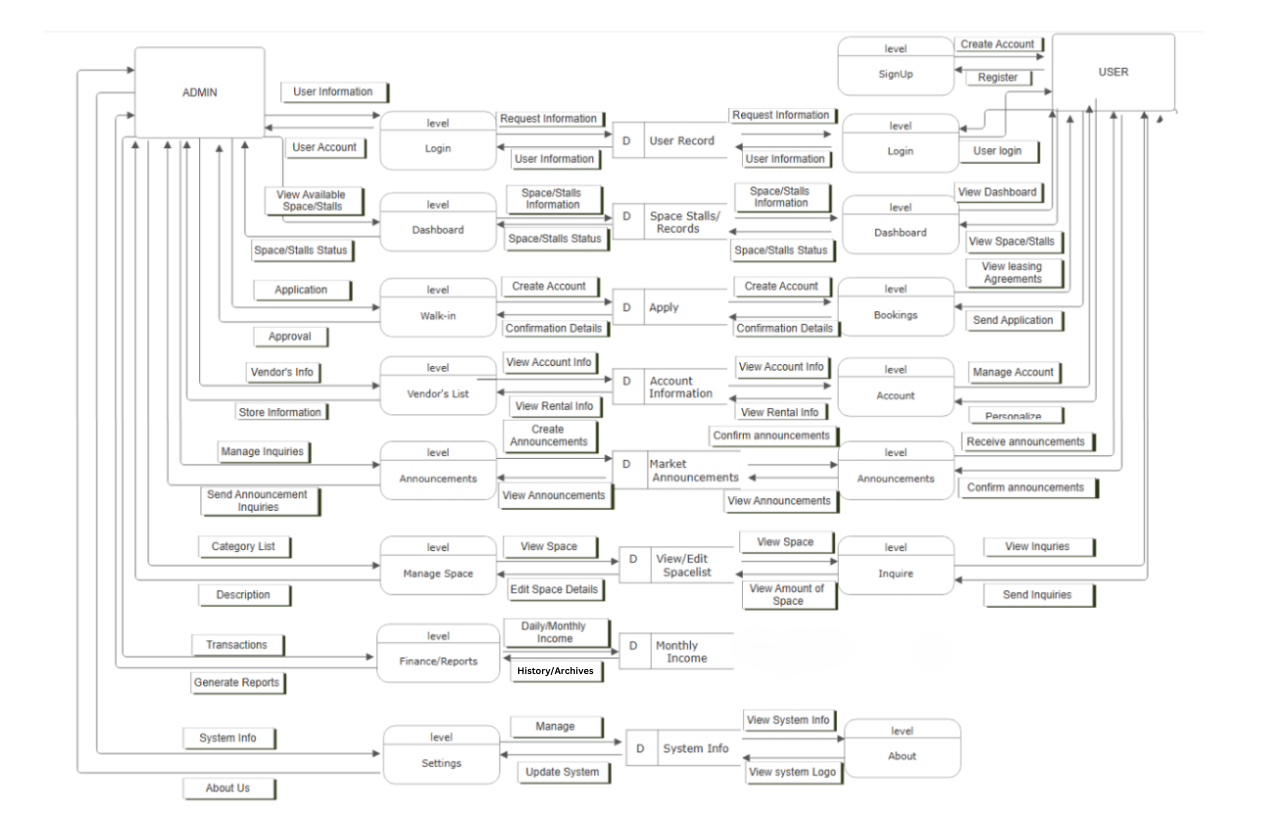 level
Create Account
USER
SignUp
Register
ADMIN
User Information
level
Login
User Account
Request Information
User Information
D
User Record
Request Information
User Information
level
Login
User login
View Available
Space/Stalls
Space/Stalls Status
level
Dashboard
Space/Stalls
Information
Space/Stalls Status
D
Space Stalls/
Records
Space/Stalls
Information
Space/Stalls Status
level
Dashboard
View Dashboard
View Space/Stalls
Application
Approval
level
Walk-in
Create Account
Confirmation Details
D
Apply
Create Account
Confirmation Details
level
Bookings
View leasing
Agreements
Send Application
Vendor's Info
Store Information
level
Vendor's List
View Account Info
View Rental Info
D
Account
Information
View Account Info
View Rental Info
level
Account
Manage Account
Personalize
Manage Inquiries
Send Announcement
Inquiries
level
Announcements
Create
Announcements
View Announcements
D
Market
Announcements
Confirm announcements
View Announcements
level
Announcements
Receive announcements
Confirm announcements
Category List
Description
level
Manage Space
View Space
Edit Space Details
D
View/Edit
Spacelist
View Space
View Amount of
Space
level
Inquire
View Inquries
Send Inquiries
Transactions
Generate Reports
level
Finance/Reports
Daily/Monthly
Income
History/Archives
D
Monthly
Income
System Info
About Us
level
Settings
Manage
Update System
D
System Info
View System Info
View system Logo
level
About